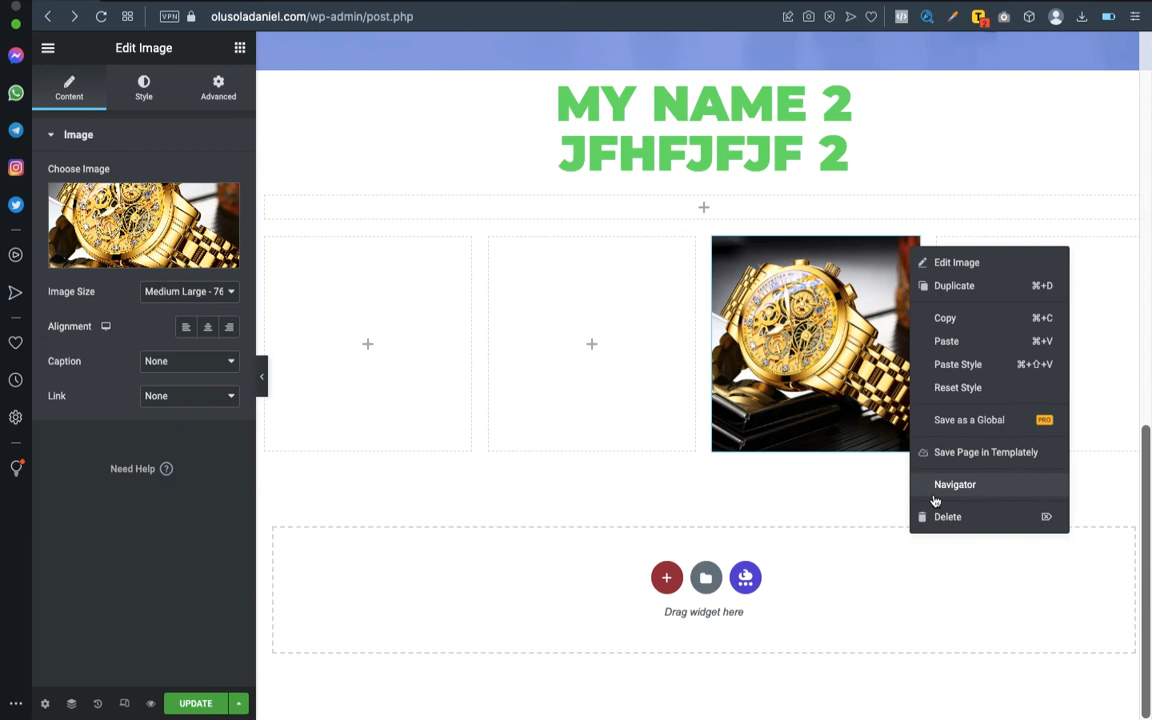 VPN
olusoladaniel.com/wp-admin/post.php
2
Edit Image
Content
Style
Advanced
MY NAME 2
JFHFJFJF 2
Image
Choose Image
Image Size
Medium Large - 76
Alignment
Caption
None
Link
None
Need Help ?
UPDATE
Edit Image
Duplicate ⌘+D
Copy ⌘+C
Paste ⌘+V
Paste Style ⌘+⇧+V
Reset Style
Save as a Global PRO
Save Page in Templately
Navigator
Delete ⌦
Drag widget here